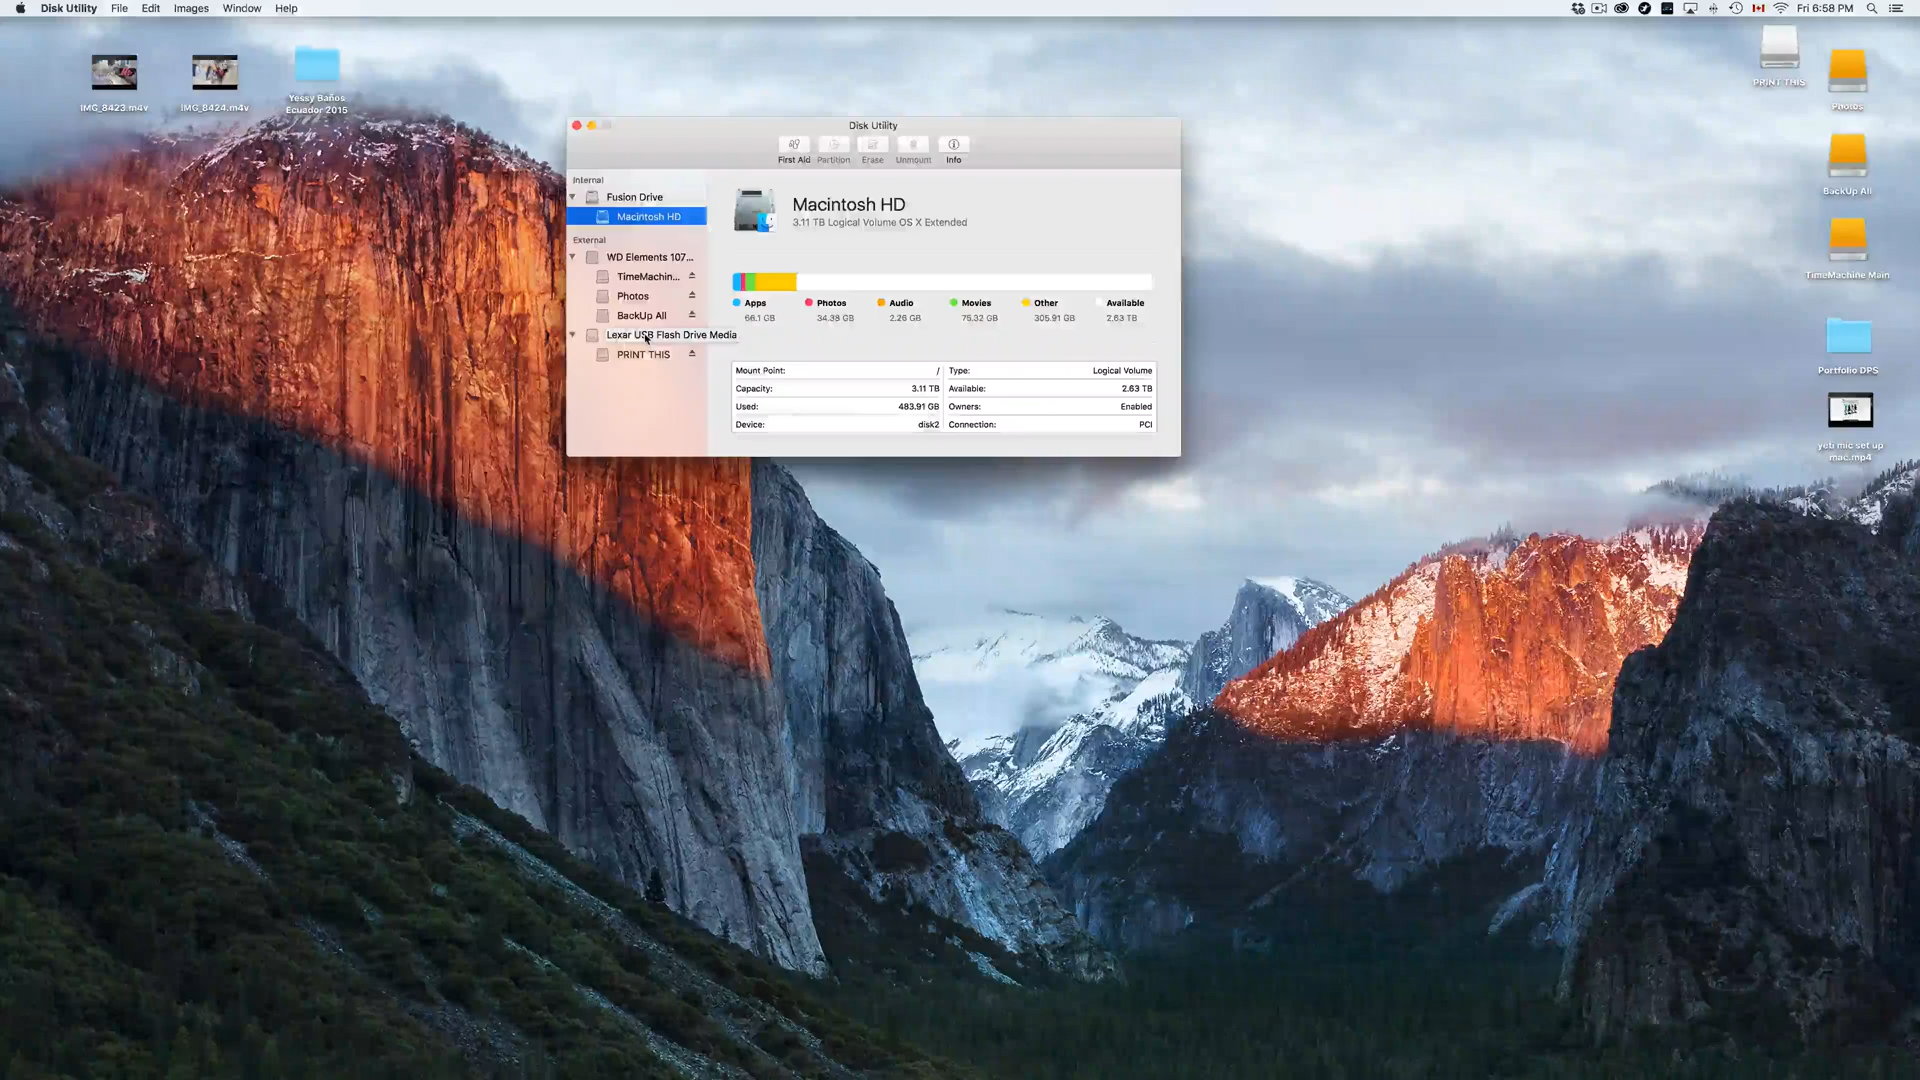 Disk Utility File Edit Images Window Help
Fri 6:58 PM
IMG_8423.m4v
IMG_8424.m4v
Yessy Baños
Ecuador 2015
PRINT THIS
Photos
BackUp All
TimeMachine Main
Portfolio DPS
yeti mic set up
mac.mp4
Disk Utility
First Aid Partition Erase Unmount Info
Internal
Fusion Drive
Macintosh HD
External
WD Elements 107...
TimeMachin...
Photos
BackUp All
Lexar USB Flash Drive Media
PRINT THIS
Macintosh HD
3.11 TB Logical Volume OS X Extended
Apps Photos Audio Movies Other Available
66.1 GB 34.38 GB 2.26 GB 75.32 GB 305.91 GB 2.63 TB
Mount Point: / Type: Logical Volume
Capacity: 3.11 TB Available: 2.63 TB
Used: 483.91 GB Owners: Enabled
Device: disk2 Connection: PCI